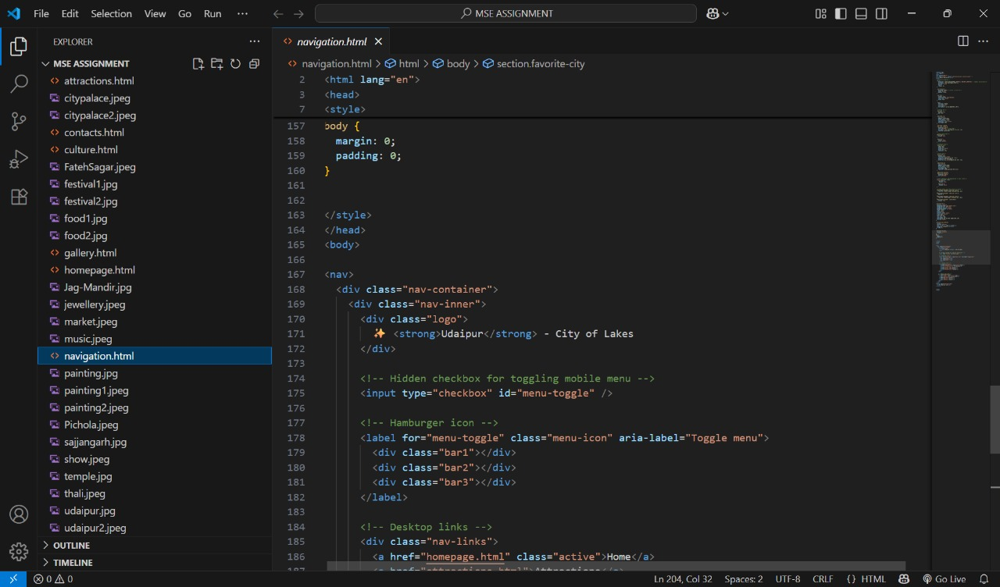 File Edit Selection View Go Run ···
MSE ASSIGNMENT
EXPLORER
MSE ASSIGNMENT
attractions.html
citypalace.jpeg
citypalace2.jpeg
contacts.html
culture.html
FatehSagar.jpeg
festival1.jpg
festival2.jpg
food1.jpg
food2.jpg
gallery.html
homepage.html
Jag-Mandir.jpg
jewellery.jpeg
market.jpeg
music.jpeg
navigation.html
painting.jpg
painting1.jpeg
painting2.jpeg
Pichola.jpeg
sajjangarh.jpg
show.jpeg
temple.jpg
thali.jpeg
udaipur.jpg
udaipur2.jpeg
OUTLINE
TIMELINE
navigation.html
navigation.html > html > body > section.favorite-city
2 <html lang="en">
3 <head>
7 <style>
157 body {
158 margin: 0;
159 padding: 0;
160 }
161
162
163 </style>
164 </head>
165 <body>
166
167 <nav>
168 <div class="nav-container">
169 <div class="nav-inner">
170 <div class="logo">
171 ✨ <strong>Udaipur</strong> - City of Lakes
172 </div>
173
174 <!-- Hidden checkbox for toggling mobile menu -->
175 <input type="checkbox" id="menu-toggle" />
176
177 <!-- Hamburger icon -->
178 <label for="menu-toggle" class="menu-icon" aria-label="Toggle menu">
179 <div class="bar1"></div>
180 <div class="bar2"></div>
181 <div class="bar3"></div>
182 </label>
183
184 <!-- Desktop links -->
185 <div class="nav-links">
186 <a href="homepage.html" class="active">Home</a>
187 <a href="attractions.html">Attractions</a>
0 0
Ln 204, Col 32 Spaces: 2 UTF-8 CRLF {} HTML Go Live